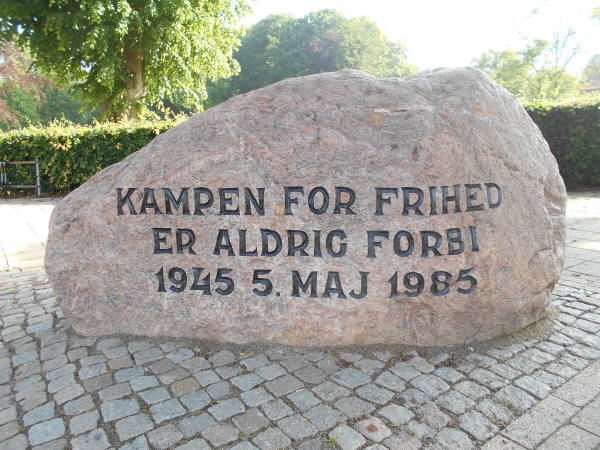 KAMPEN FOR FRIHED
ER ALDRIG FORBI
1945 5. MAJ 1985